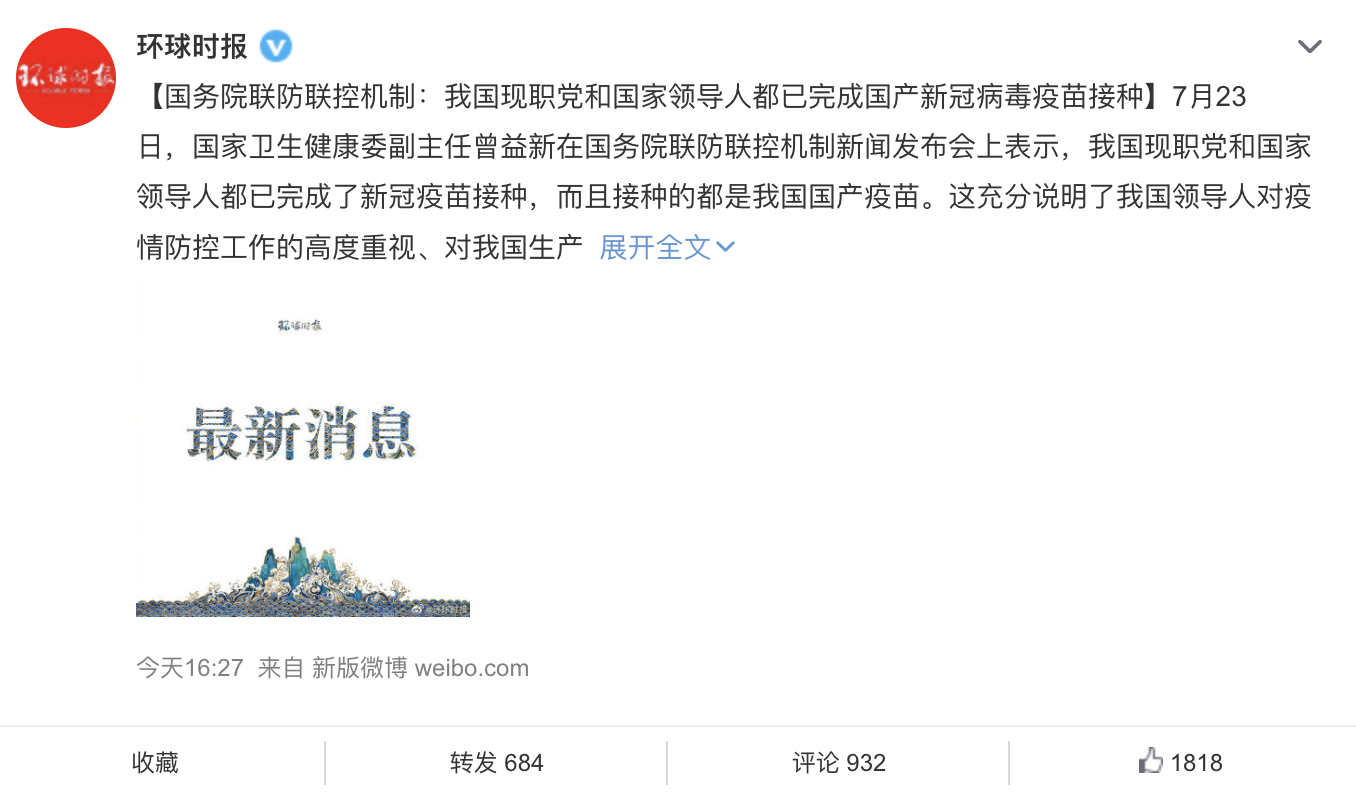 环球时报
环球时报
【国务院联防联控机制：我国现职党和国家领导人都已完成国产新冠病毒疫苗接种】7月23
日，国家卫生健康委副主任曾益新在国务院联防联控机制新闻发布会上表示，我国现职党和国家
领导人都已完成了新冠疫苗接种，而且接种的都是我国国产疫苗。这充分说明了我国领导人对疫
情防控工作的高度重视、对我国生产 展开全文
环球时报
最新消息
@环球时报
今天16:27 来自 新版微博 weibo.com
收藏 转发 684 评论 932 1818